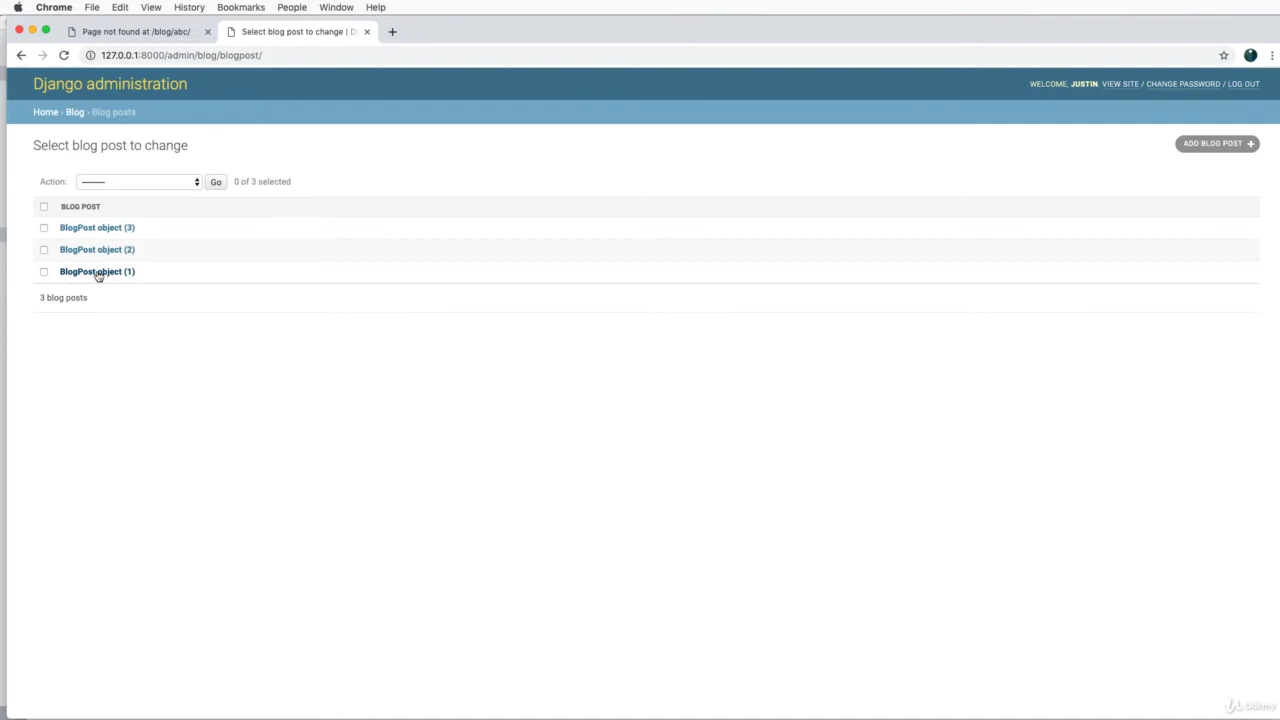 Chrome File Edit View History Bookmarks People Window Help
Page not found at /blog/abc/
Select blog post to change | D
127.0.0.1:8000/admin/blog/blogpost/
Django administration
WELCOME, JUSTIN VIEW SITE / CHANGE PASSWORD / LOG OUT
Home › Blog › Blog posts
Select blog post to change
ADD BLOG POST +
Action: --------- Go 0 of 3 selected
BLOG POST
BlogPost object (3)
BlogPost object (2)
BlogPost object (1)
3 blog posts
Udemy